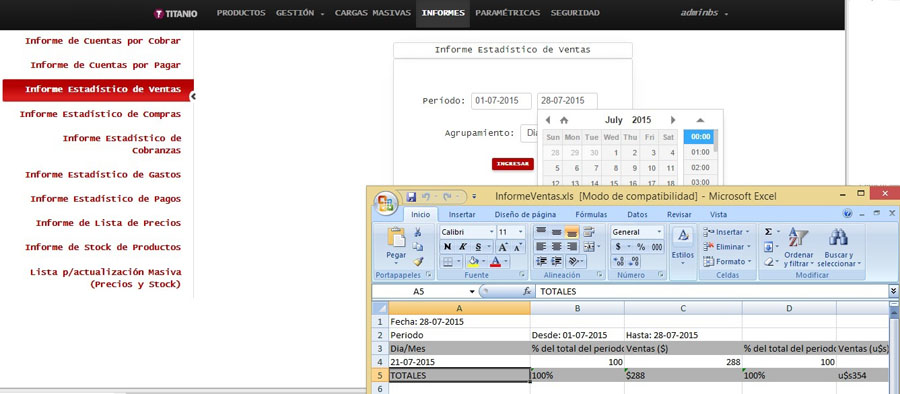 TITANIO PRODUCTOS GESTIÓN CARGAS MASIVAS INFORMES PARAMÉTRICAS SEGURIDAD adminbs
Informe de Cuentas por Cobrar
Informe de Cuentas por Pagar
Informe Estadístico de Ventas
Informe Estadístico de Compras
Informe Estadístico de
Cobranzas
Informe Estadístico de Gastos
Informe Estadístico de Pagos
Informe de Lista de Precios
Informe de Stock de Productos
Lista p/actualización Masiva
(Precios y Stock)
Informe Estadístico de Ventas
Período: 01-07-2015 28-07-2015
Agrupamiento: Día
INGRESAR
July 2015
Sun Mon Tue Wed Thu Fri Sat 00:00
28 29 30 1 2 3 4 01:00
5 6 7 8 9 10 11 02:00
12 13 14 15 16 17 18 03:00
InformeVentas.xls [Modo de compatibilidad] - Microsoft Excel
Inicio Insertar Diseño de página Fórmulas Datos Revisar Vista
Pegar
Portapapeles
Calibri 11
N K S A A
Fuente
Alineación
General
$ % 000
Número
Estilos
Insertar
Eliminar
Formato
Celdas
Σ
Ordenar
y filtrar
Buscar y
seleccionar
Modificar
A5 fx TOTALES
A B C D
1 Fecha: 28-07-2015
2 Periodo Desde: 01-07-2015 Hasta: 28-07-2015
3 Dia/Mes % del total del periodo Ventas ($) % del total del periodo Ventas (u$s)
4 21-07-2015 100 288 100
5 TOTALES 100% $288 100% u$s354
6